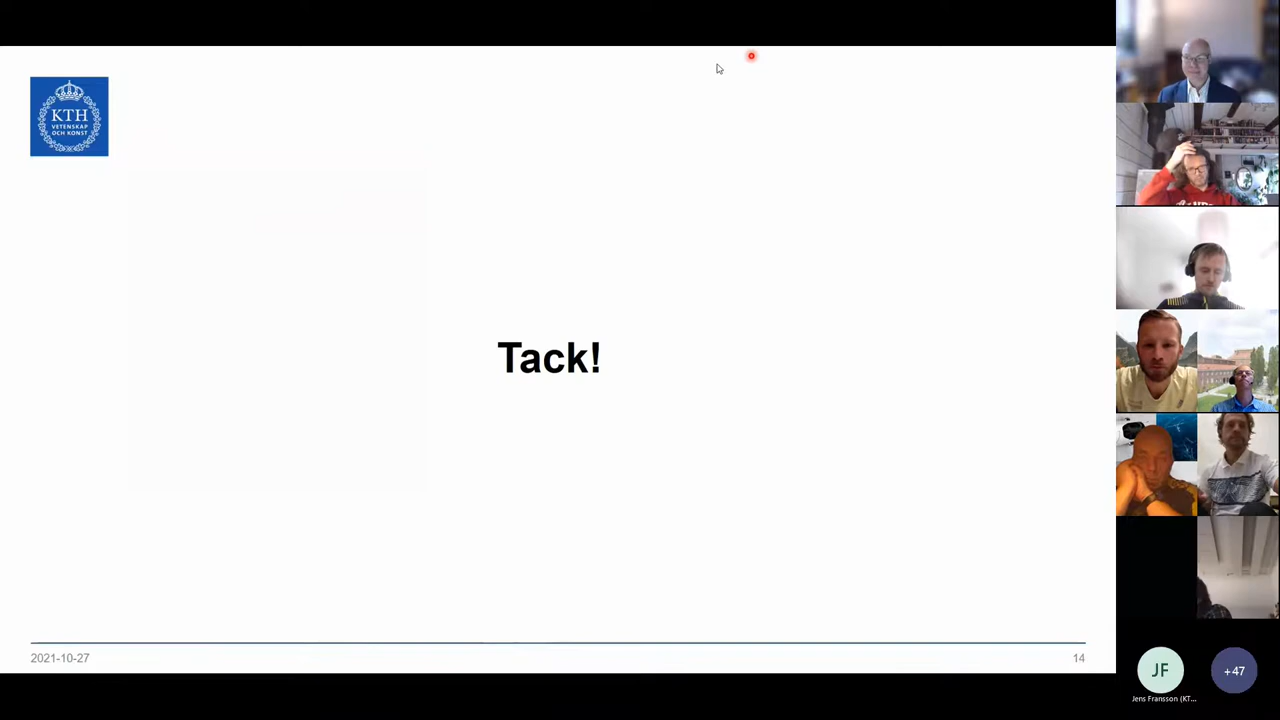 KTH
VETENSKAP
OCH KONST
Tack!
2021-10-27
14
JF
+47
Jens Fransson (KT...